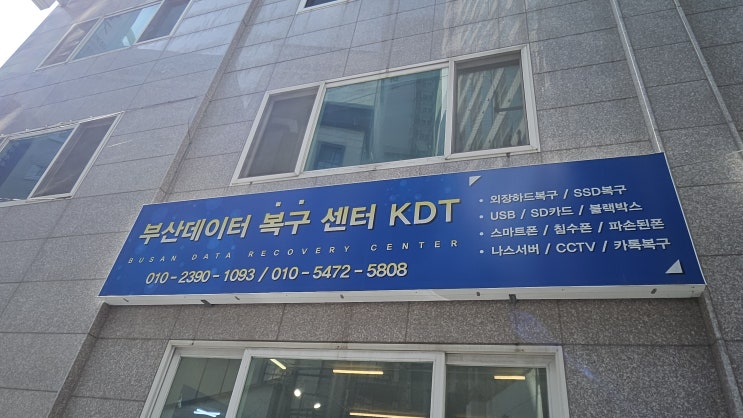 부산데이터 복구 센터 KDT
BUSAN DATA RECOVERY CENTER
010-2390-1093 / 010-5472-5808
• 외장하드복구 / SSD복구
• USB / SD카드 / 블랙박스
• 스마트폰 / 침수폰 / 파손된폰
• 나스서버 / CCTV / 카톡복구